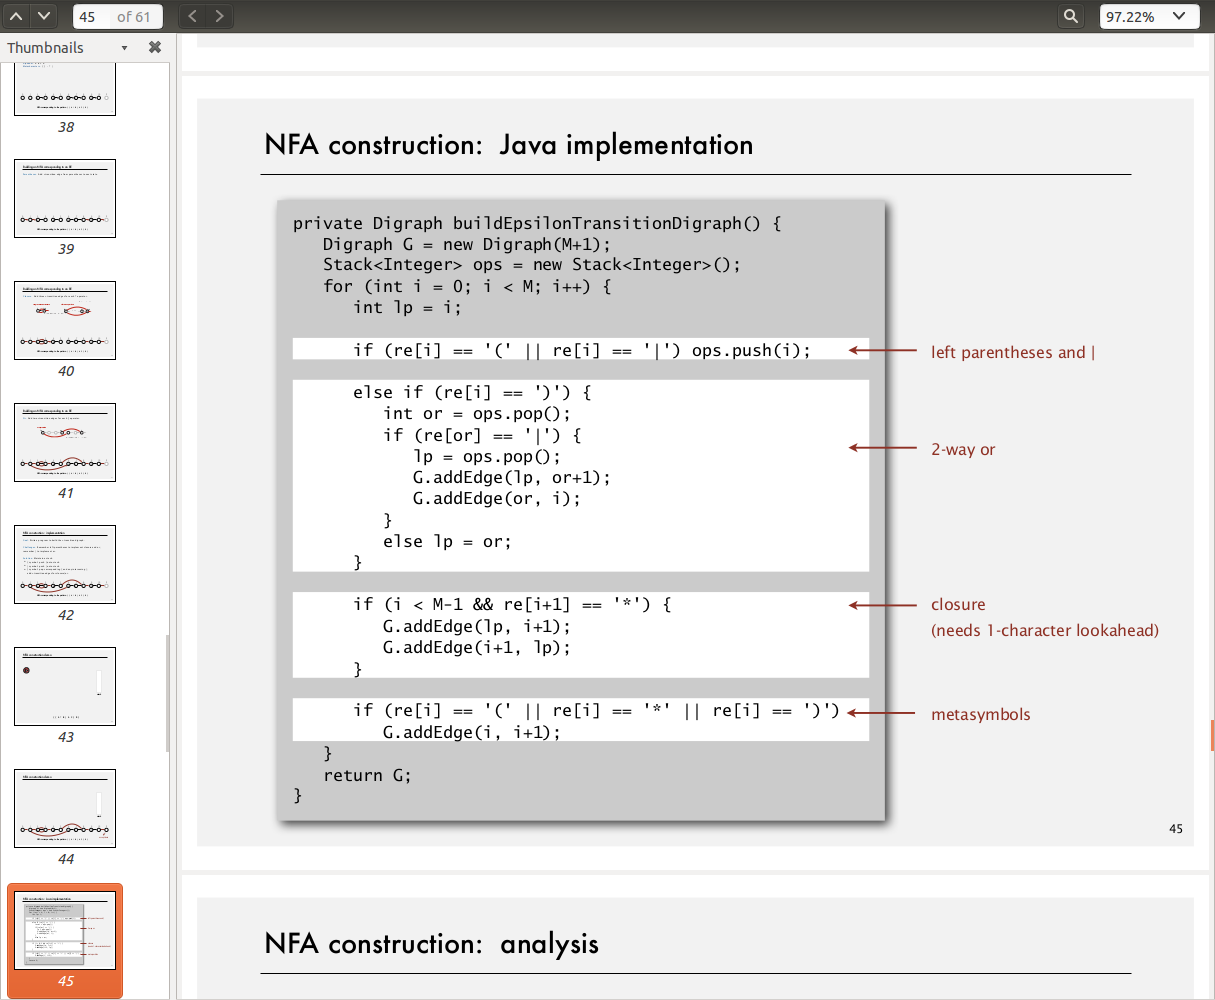 45 of 61
97.22%
Thumbnails
38
39
40
41
42
43
44
45
NFA construction: Java implementation
private Digraph buildEpsilonTransitionDigraph() {
   Digraph G = new Digraph(M+1);
   Stack<Integer> ops = new Stack<Integer>();
   for (int i = 0; i < M; i++) {
      int lp = i;
      if (re[i] == '(' || re[i] == '|') ops.push(i);
left parentheses and |
      else if (re[i] == ')') {
         int or = ops.pop();
         if (re[or] == '|') {
            lp = ops.pop();
2-way or
            G.addEdge(lp, or+1);
            G.addEdge(or, i);
         }
         else lp = or;
      }
      if (i < M-1 && re[i+1] == '*') {
closure
         G.addEdge(lp, i+1);
(needs 1-character lookahead)
         G.addEdge(i+1, lp);
      }
      if (re[i] == '(' || re[i] == '*' || re[i] == ')')
metasymbols
         G.addEdge(i, i+1);
   }
   return G;
}
45
NFA construction: analysis